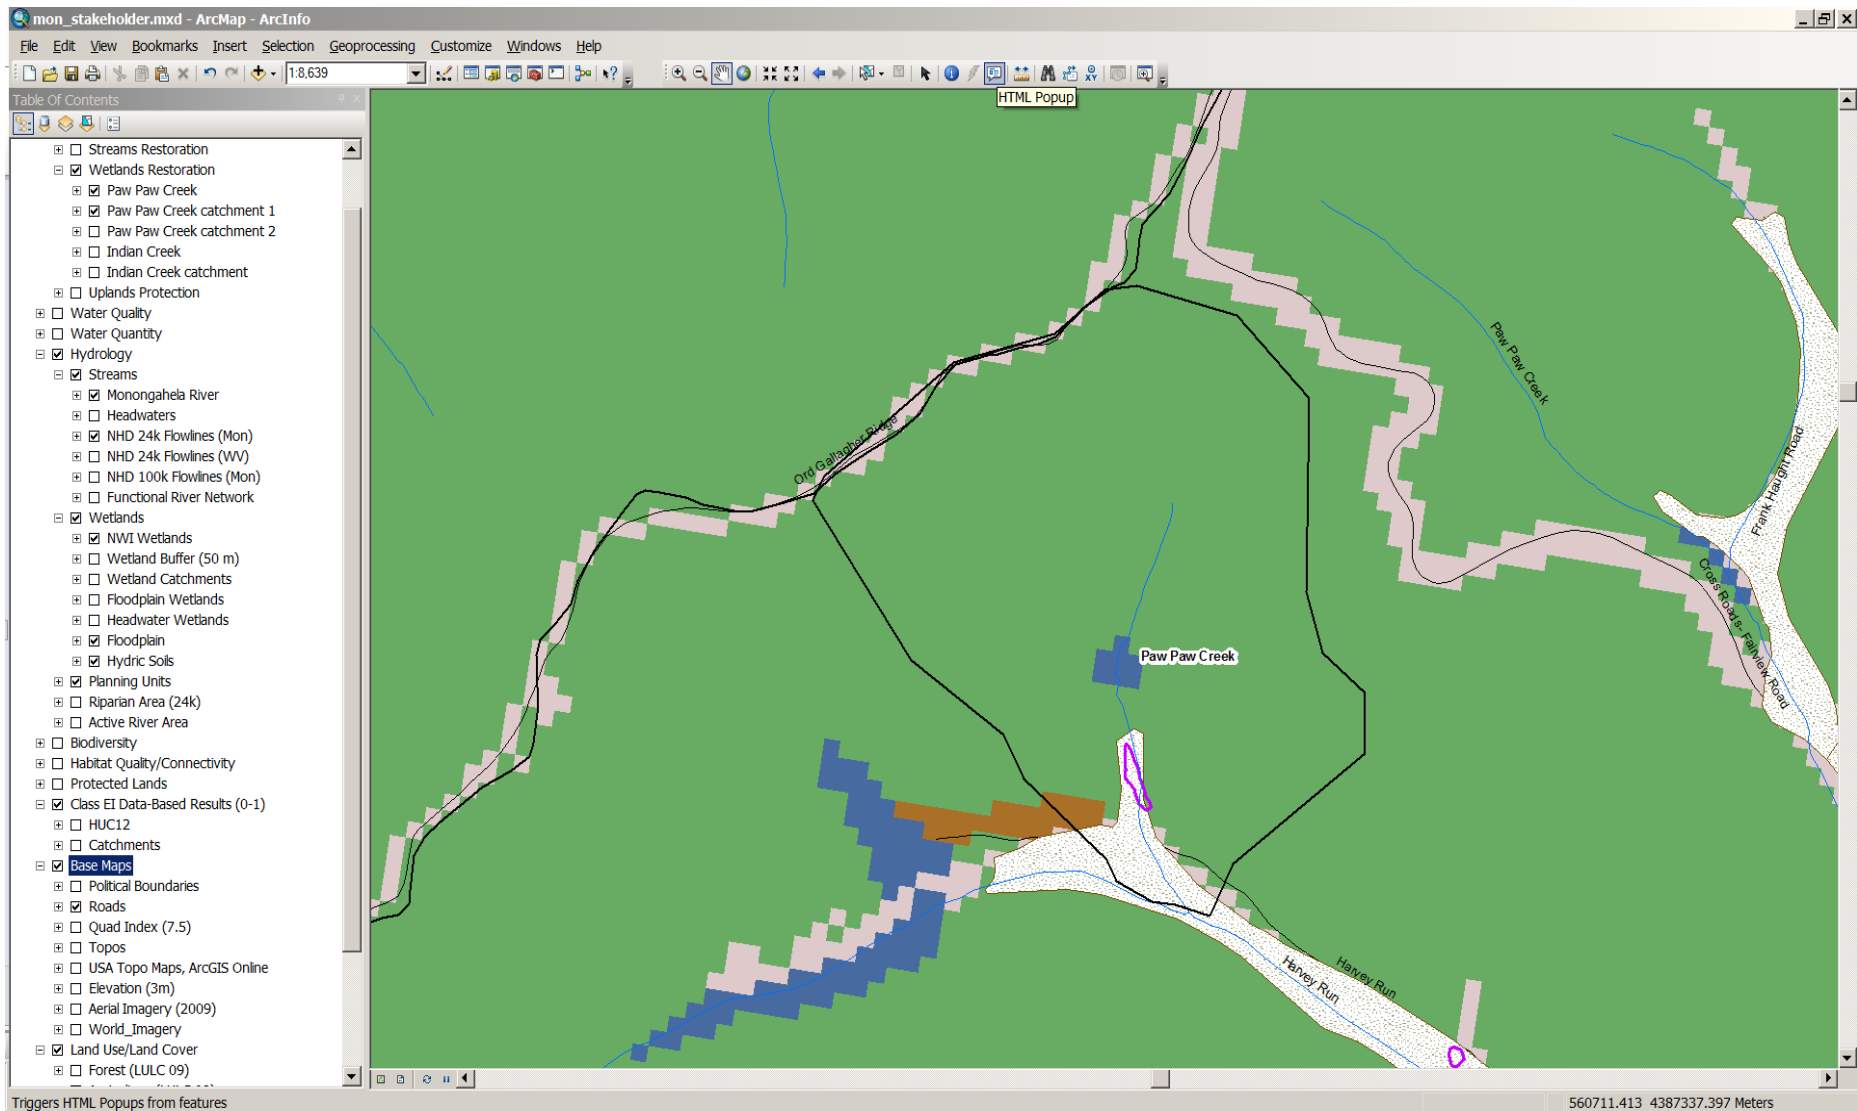 mon_stakeholder.mxd - ArcMap - ArcInfo
File Edit View Bookmarks Insert Selection Geoprocessing Customize Windows Help
1:8,639
HTML Popup
Table Of Contents
Streams Restoration
Wetlands Restoration
Paw Paw Creek
Paw Paw Creek catchment 1
Paw Paw Creek catchment 2
Indian Creek
Indian Creek catchment
Uplands Protection
Water Quality
Water Quantity
Hydrology
Streams
Monongahela River
Headwaters
NHD 24k Flowlines (Mon)
NHD 24k Flowlines (WV)
NHD 100k Flowlines (Mon)
Functional River Network
Wetlands
NWI Wetlands
Wetland Buffer (50 m)
Wetland Catchments
Floodplain Wetlands
Headwater Wetlands
Floodplain
Hydric Soils
Planning Units
Riparian Area (24k)
Active River Area
Biodiversity
Habitat Quality/Connectivity
Protected Lands
Class EI Data-Based Results (0-1)
HUC12
Catchments
Base Maps
Political Boundaries
Roads
Quad Index (7.5)
Topos
USA Topo Maps, ArcGIS Online
Elevation (3m)
Aerial Imagery (2009)
World_Imagery
Land Use/Land Cover
Forest (LULC 09)
Paw Paw Creek
Ord Gallagher Ridge
Frank Haught Road
Cross Roads- Fairview Road
Paw Paw Creek
Harvey Run
Harvey Run
Triggers HTML Popups from features
560711.413 4387337.397 Meters